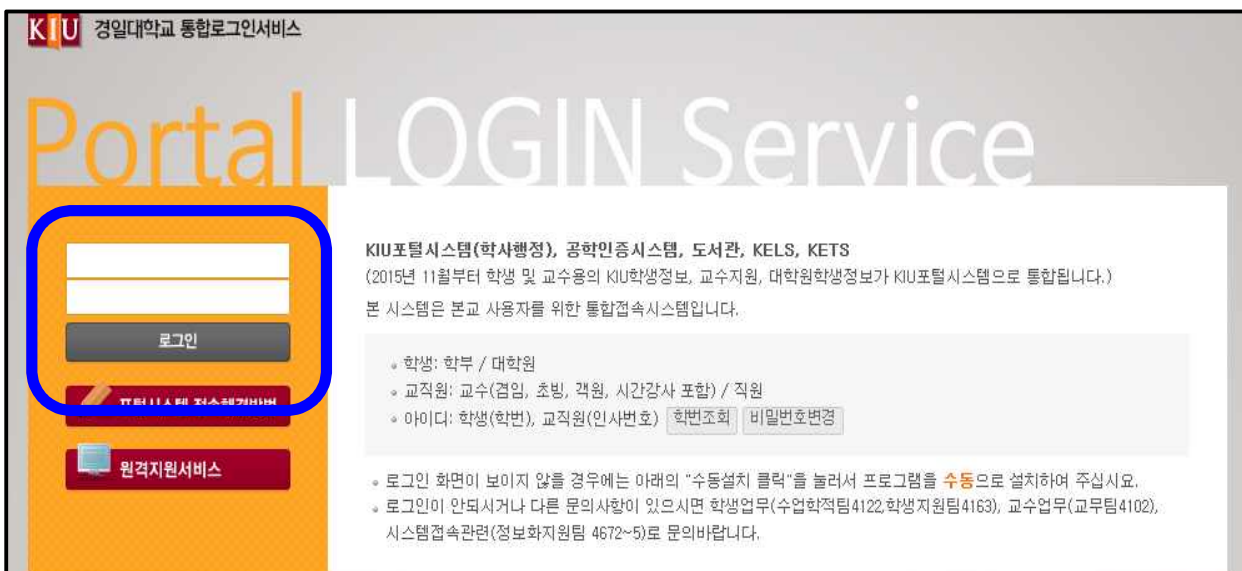 KIU 경일대학교 통합로그인서비스
Portal LOGIN Service
로그인
포털시스템 접속해결방법
원격지원서비스
KIU포털시스템(학사행정), 공학인증시스템, 도서관, KELS, KETS
(2015년 11월부터 학생 및 교수용의 KIU학생정보, 교수지원, 대학원학생정보가 KIU포털시스템으로 통합됩니다.)
본 시스템은 본교 사용자를 위한 통합접속시스템입니다.
학생: 학부 / 대학원
교직원: 교수(겸임, 초빙, 객원, 시간강사 포함) / 직원
아이디: 학생(학번), 교직원(인사번호) 학번조회 비밀번호변경
로그인 화면이 보이지 않을 경우에는 아래의 "수동설치 클릭"을 눌러서 프로그램을 수동으로 설치하여 주십시요.
로그인이 안되시거나 다른 문의사항이 있으시면 학생업무(수업학적팀4122,학생지원팀4163), 교수업무(교무팀4102),
시스템접속관련(정보화지원팀 4672~5)로 문의바랍니다.